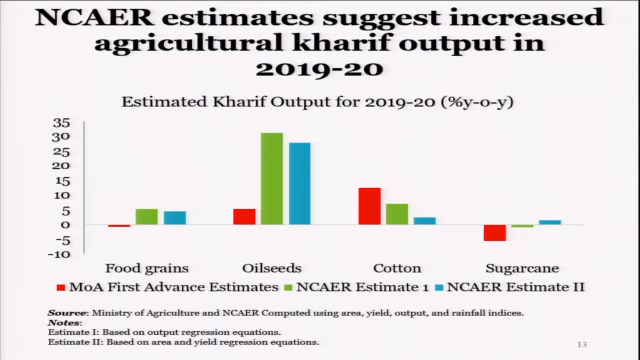 NCAER estimates suggest increased
agricultural kharif output in
2019-20
Estimated Kharif Output for 2019-20 (%y-o-y)
35
30
25
20
15
10
5
0
-5
-10
Food grains Oilseeds Cotton Sugarcane
MoA First Advance Estimates NCAER Estimate 1 NCAER Estimate II
Source: Ministry of Agriculture and NCAER Computed using area, yield, output, and rainfall indices.
Notes:
Estimate I: Based on output regression equations.
Estimate II: Based on area and yield regression equations.
13